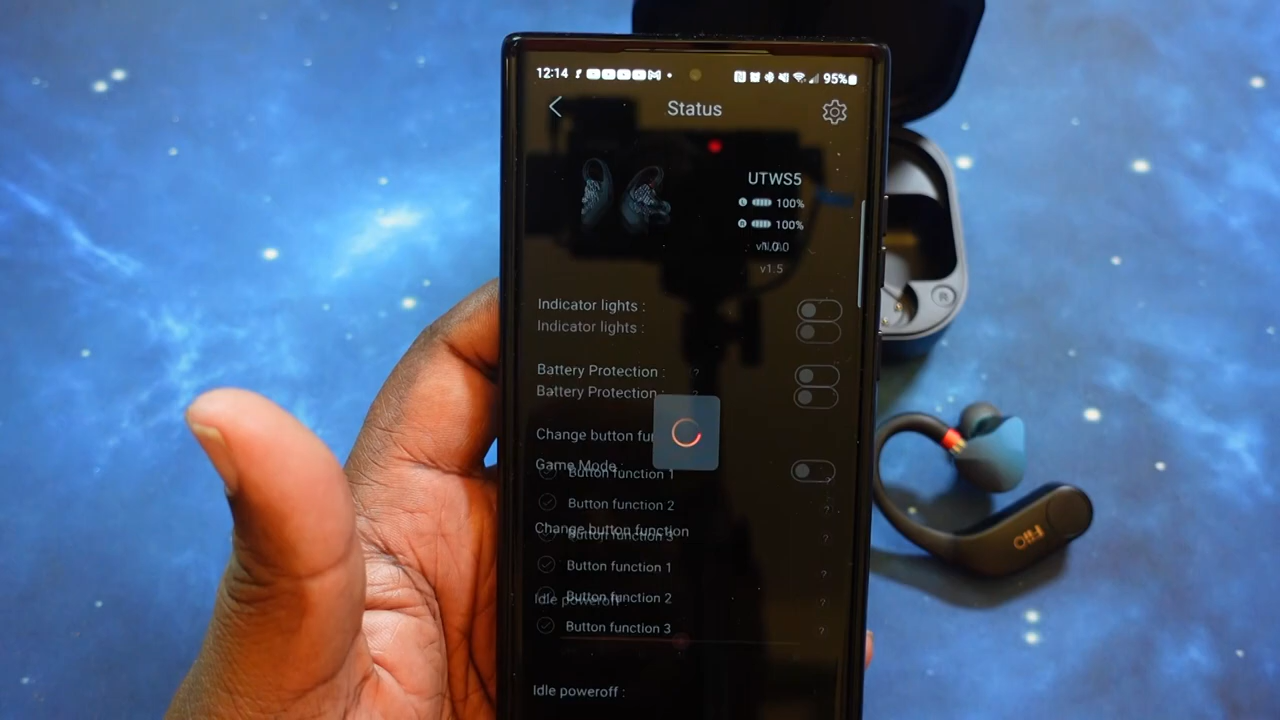 12:14
95%
Status
UTWS5
L 100%
R 100%
v1.5
Indicator lights :
Indicator lights :
Battery Protection : ?
Battery Protection : ?
Change button fu
Game Mode :
Button function 1 ?
Button function 2 ?
Change button function
Button function 3 ?
Button function 1 ?
Idle poweroff
Button function 2 ?
Button function 3 ?
Idle poweroff :
R
FiiO